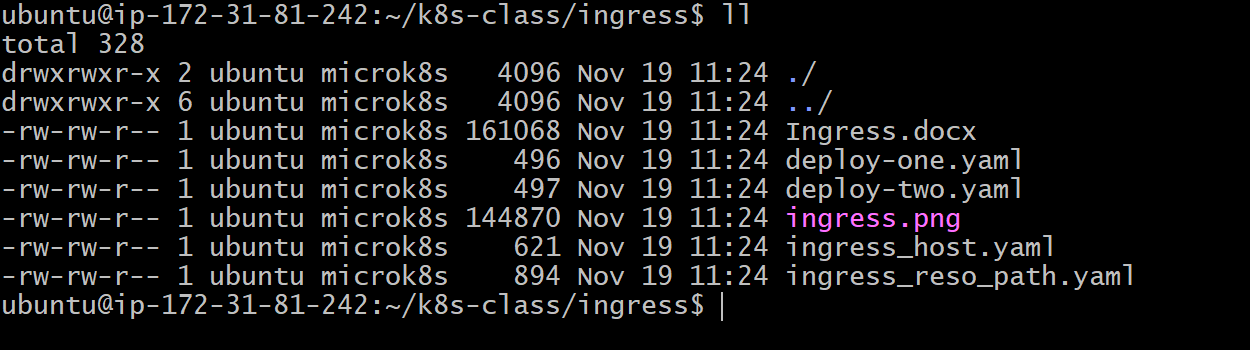 ubuntu@ip-172-31-81-242:~/k8s-class/ingress$ ll
total 328
drwxrwxr-x 2 ubuntu microk8s   4096 Nov 19 11:24 ./
drwxrwxr-x 6 ubuntu microk8s   4096 Nov 19 11:24 ../
-rw-rw-r-- 1 ubuntu microk8s 161068 Nov 19 11:24 Ingress.docx
-rw-rw-r-- 1 ubuntu microk8s    496 Nov 19 11:24 deploy-one.yaml
-rw-rw-r-- 1 ubuntu microk8s    497 Nov 19 11:24 deploy-two.yaml
-rw-rw-r-- 1 ubuntu microk8s 144870 Nov 19 11:24 ingress.png
-rw-rw-r-- 1 ubuntu microk8s    621 Nov 19 11:24 ingress_host.yaml
-rw-rw-r-- 1 ubuntu microk8s    894 Nov 19 11:24 ingress_reso_path.yaml
ubuntu@ip-172-31-81-242:~/k8s-class/ingress$